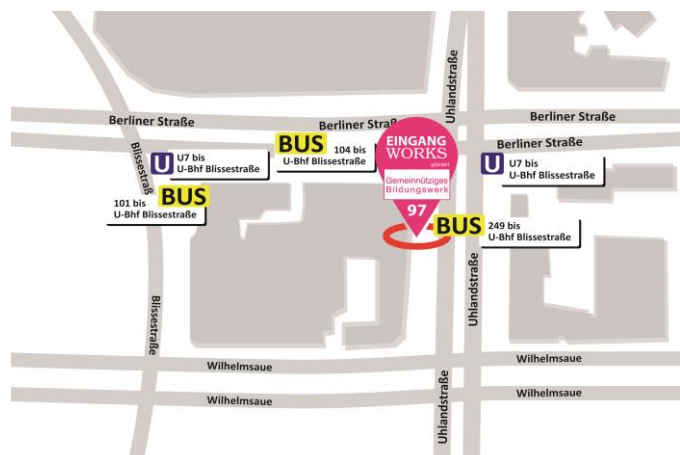 Uhlandstraße
Berliner Straße
Berliner Straße
Berliner Straße
Berliner Straße
Blissestraß
U
U7 bis
U-Bhf Blissestraße
BUS
104 bis
U-Bhf Blissestraße
EINGANG
WORKS
gGmbH
Gemeinnütziges
Bildungswerk
97
U
U7 bis
U-Bhf Blissestraße
101 bis
U-Bhf Blissestraße
BUS
BUS
249 bis
U-Bhf Blissestraße
Uhlandstraße
Blissestraße
Wilhelmsaue
Wilhelmsaue
Wilhelmsaue
Wilhelmsaue
Uhlandstraße